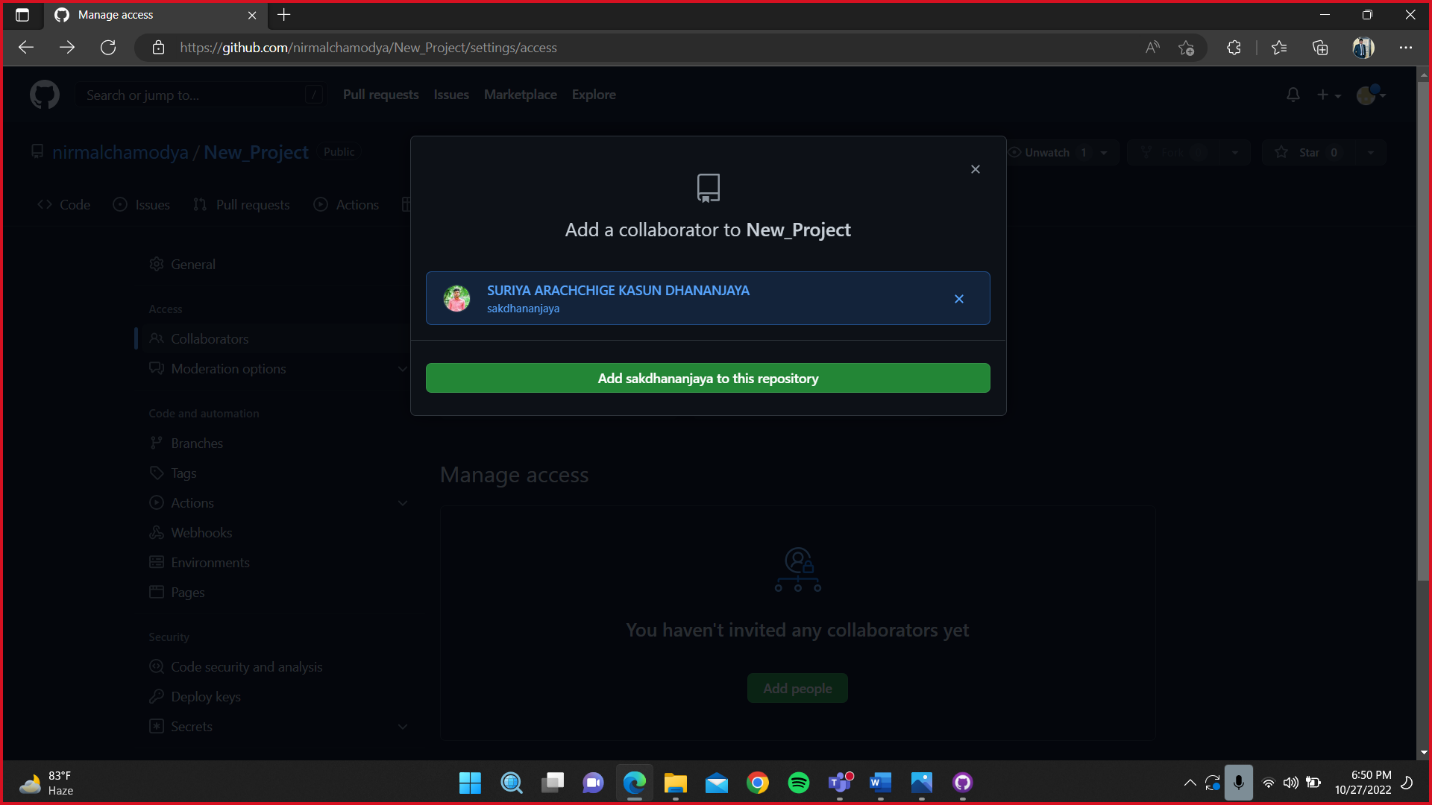 Manage access
https://github.com/nirmalchamodya/New_Project/settings/access
Search or jump to... /
Pull requests Issues Marketplace Explore
nirmalchamodya / New_Project Public
Unwatch 1
Star 0
Code Issues Pull requests Actions
Add a collaborator to New_Project
SURIYA ARACHCHIGE KASUN DHANANJAYA
sakdhananjaya
Add sakdhananjaya to this repository
General
Access
Collaborators
Moderation options
Code and automation
Branches
Tags
Actions
Webhooks
Environments
Pages
Security
Code security and analysis
Deploy keys
Secrets
Manage access
You haven't invited any collaborators yet
Add people
83°F
Haze
6:50 PM
10/27/2022